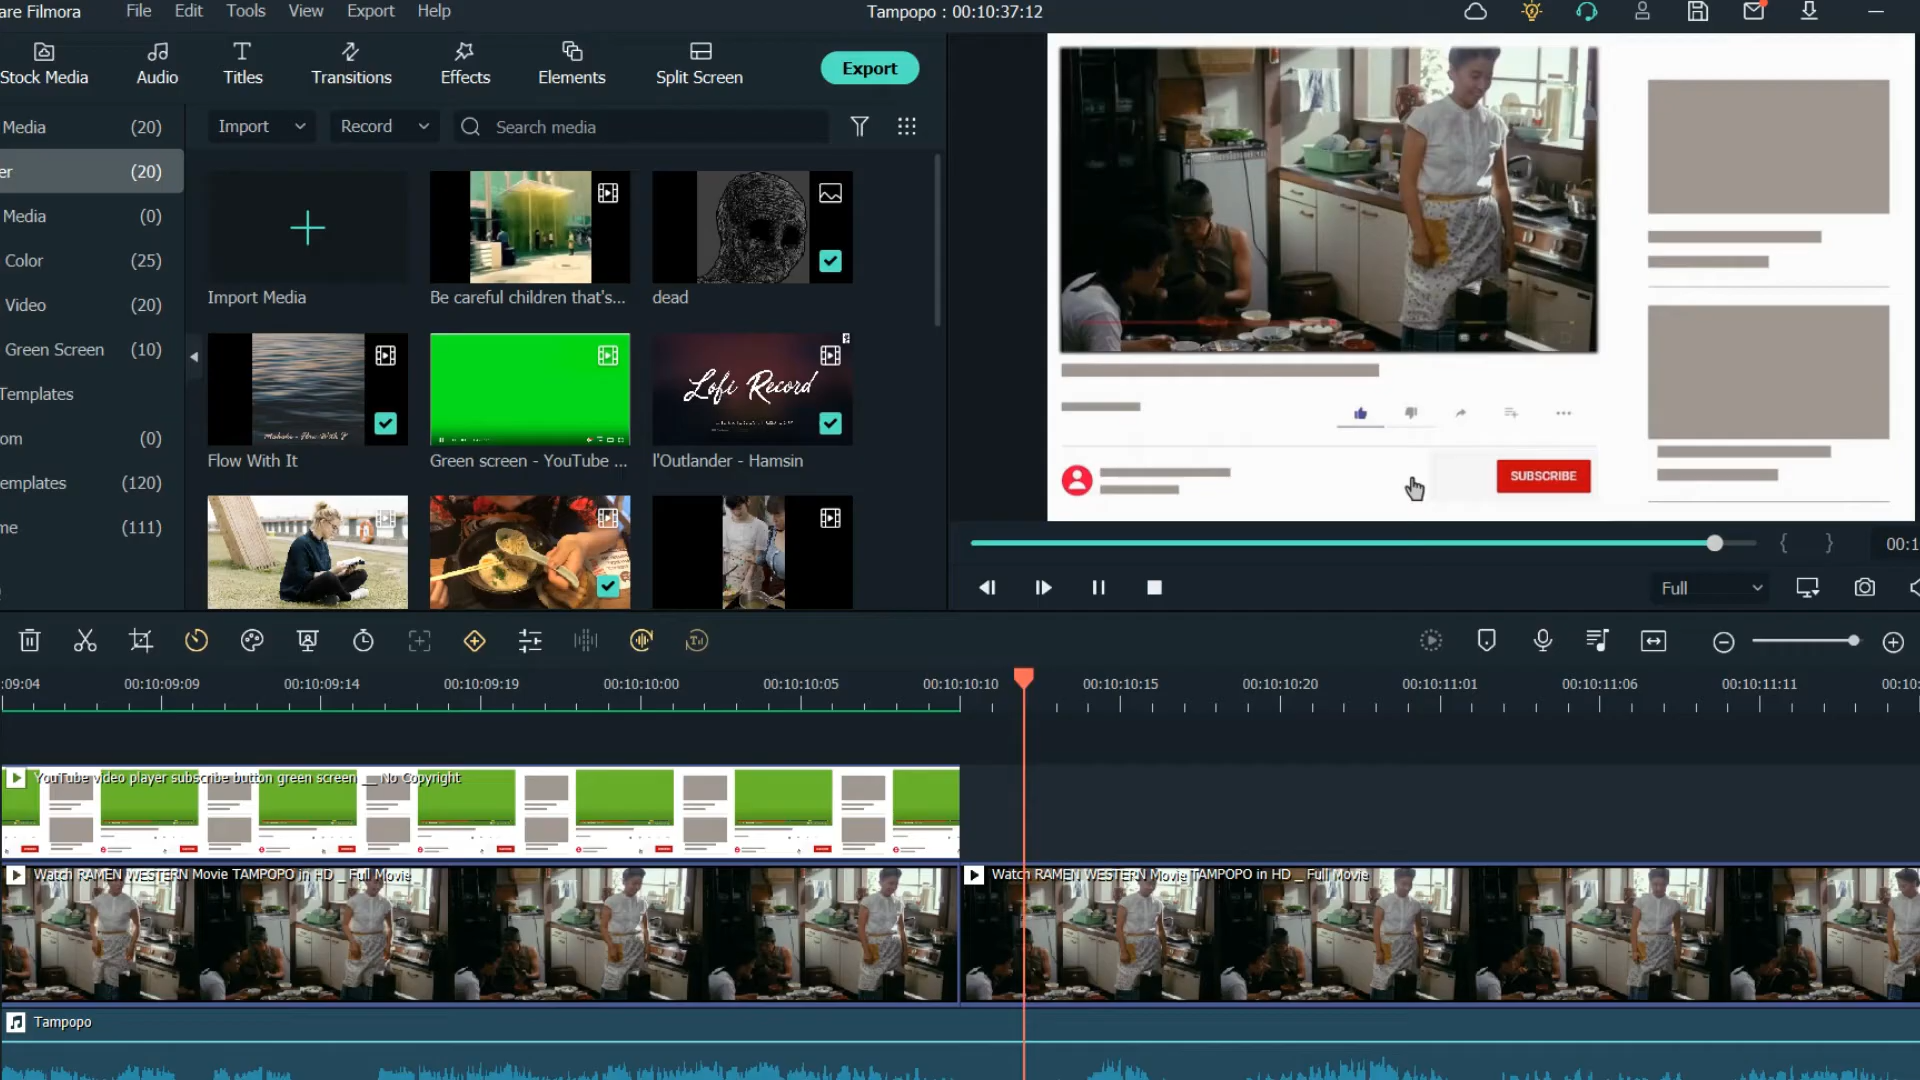 are Filmora
File
Edit
Tools
View
Export
Help
Tampopo : 00:10:37:12
Stock Media
Audio
Titles
Transitions
Effects
Elements
Split Screen
Export
Media (20)
er (20)
Media (0)
Color (25)
Video (20)
Green Screen (10)
Templates
om (0)
emplates (120)
me (111)
Import
Record
Search media
Import Media
Be careful children that's...
dead
Lofi Record
Flow With It
Green screen - YouTube ...
l'Outlander - Hamsin
SUBSCRIBE
00:1
Full
:09:04
00:10:09:09
00:10:09:14
00:10:09:19
00:10:10:00
00:10:10:05
00:10:10:10
00:10:10:15
00:10:10:20
00:10:11:01
00:10:11:06
00:10:11:11
00:10:
YouTube video player subscribe button green screen __ No Copyright
Watch RAMEN WESTERN Movie TAMPOPO in HD _ Full Movie
Watch RAMEN WESTERN Movie TAMPOPO in HD _ Full Movie
Tampopo